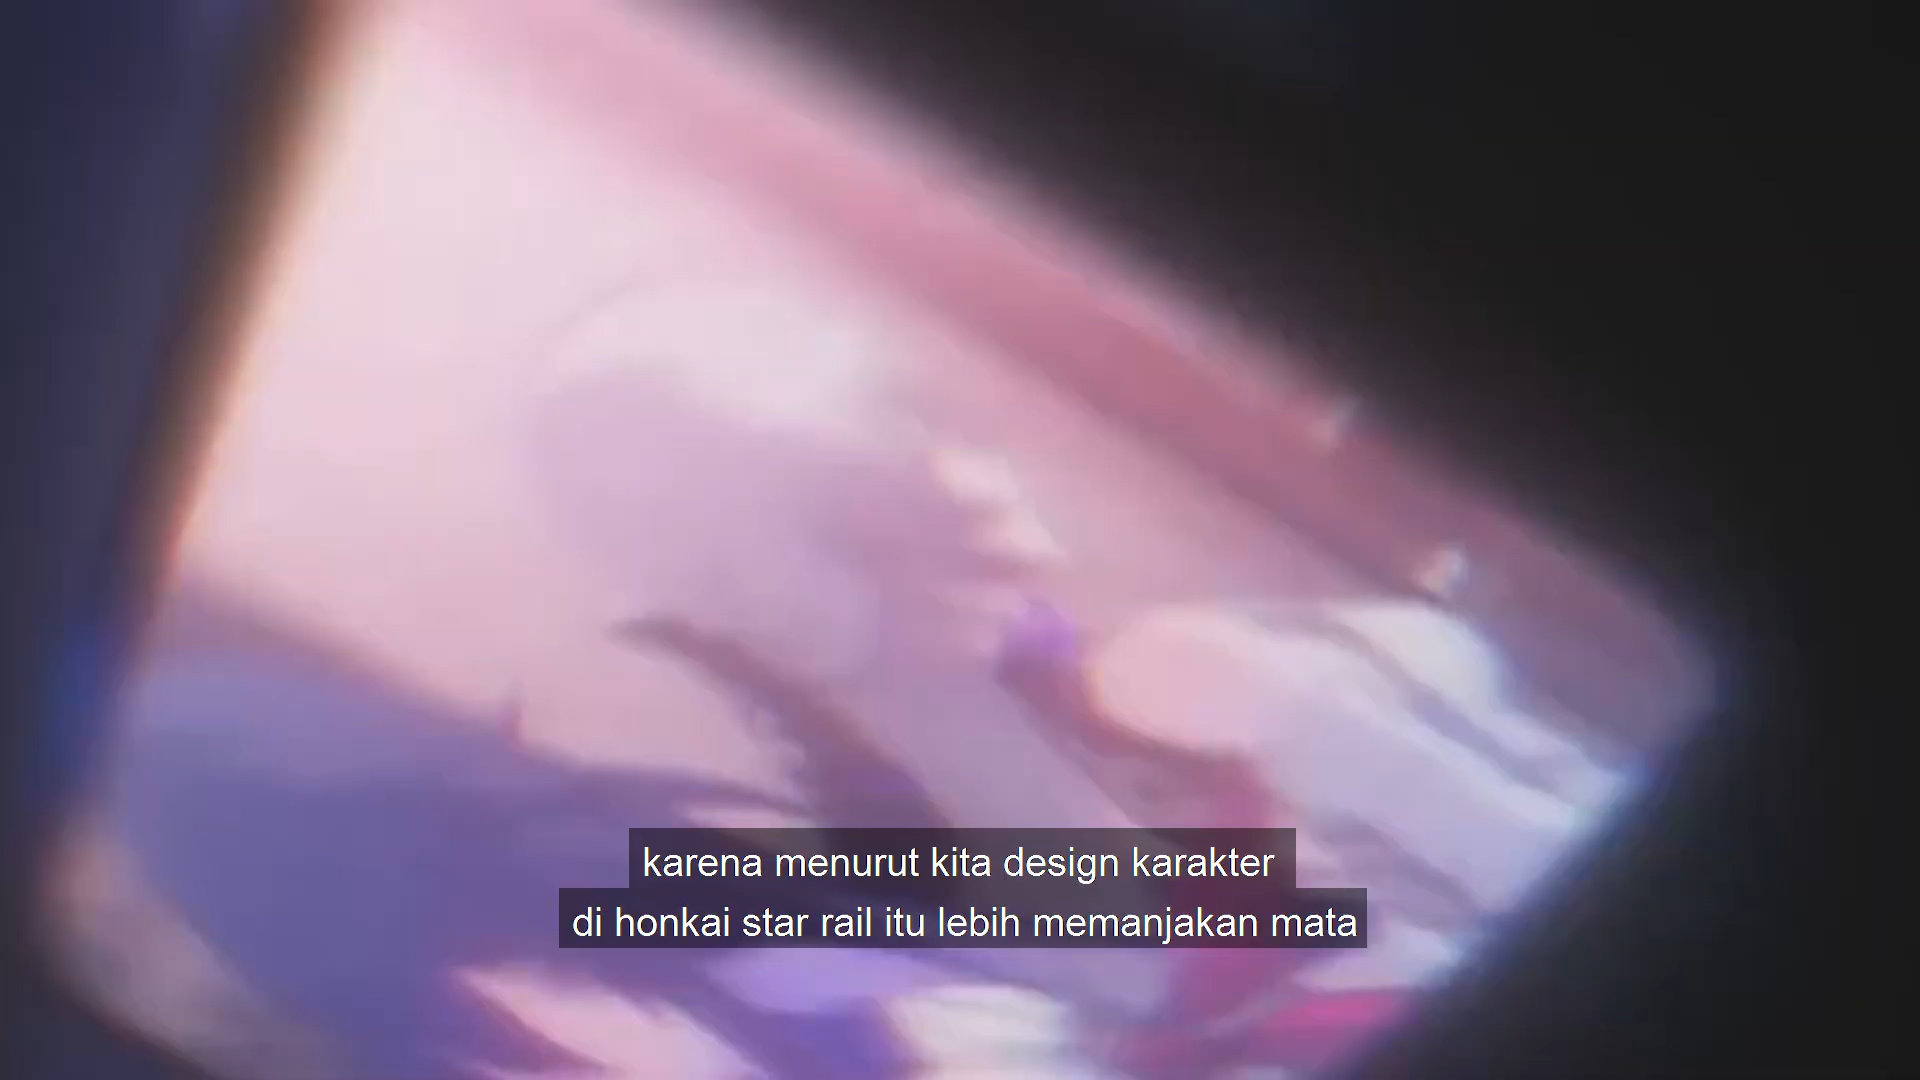 karena menurut kita design karakter
di honkai star rail itu lebih memanjakan mata